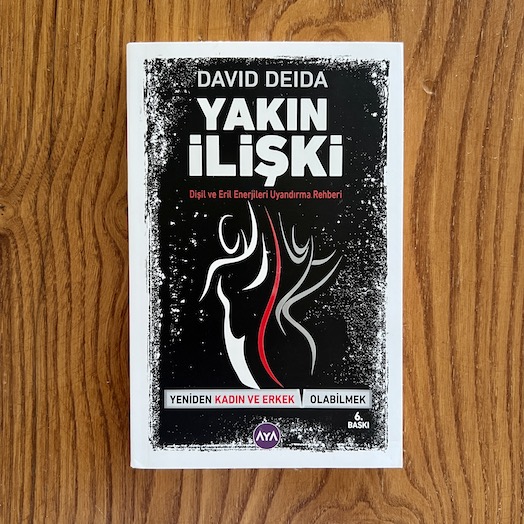 DAVID DEIDA
YAKIN
İLİŞKİ
Dişil ve Eril Enerjileri Uyandırma Rehberi
YENİDEN KADIN VE ERKEK OLABİLMEK
6.
BASKI
AYA